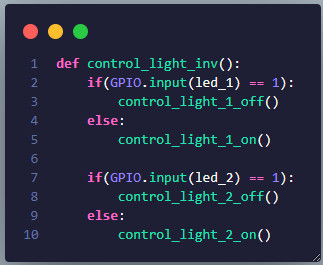 1 def control_light_inv():
2     if(GPIO.input(led_1) == 1):
3         control_light_1_off()
4     else:
5         control_light_1_on()
6
7     if(GPIO.input(led_2) == 1):
8         control_light_2_off()
9     else:
10         control_light_2_on()